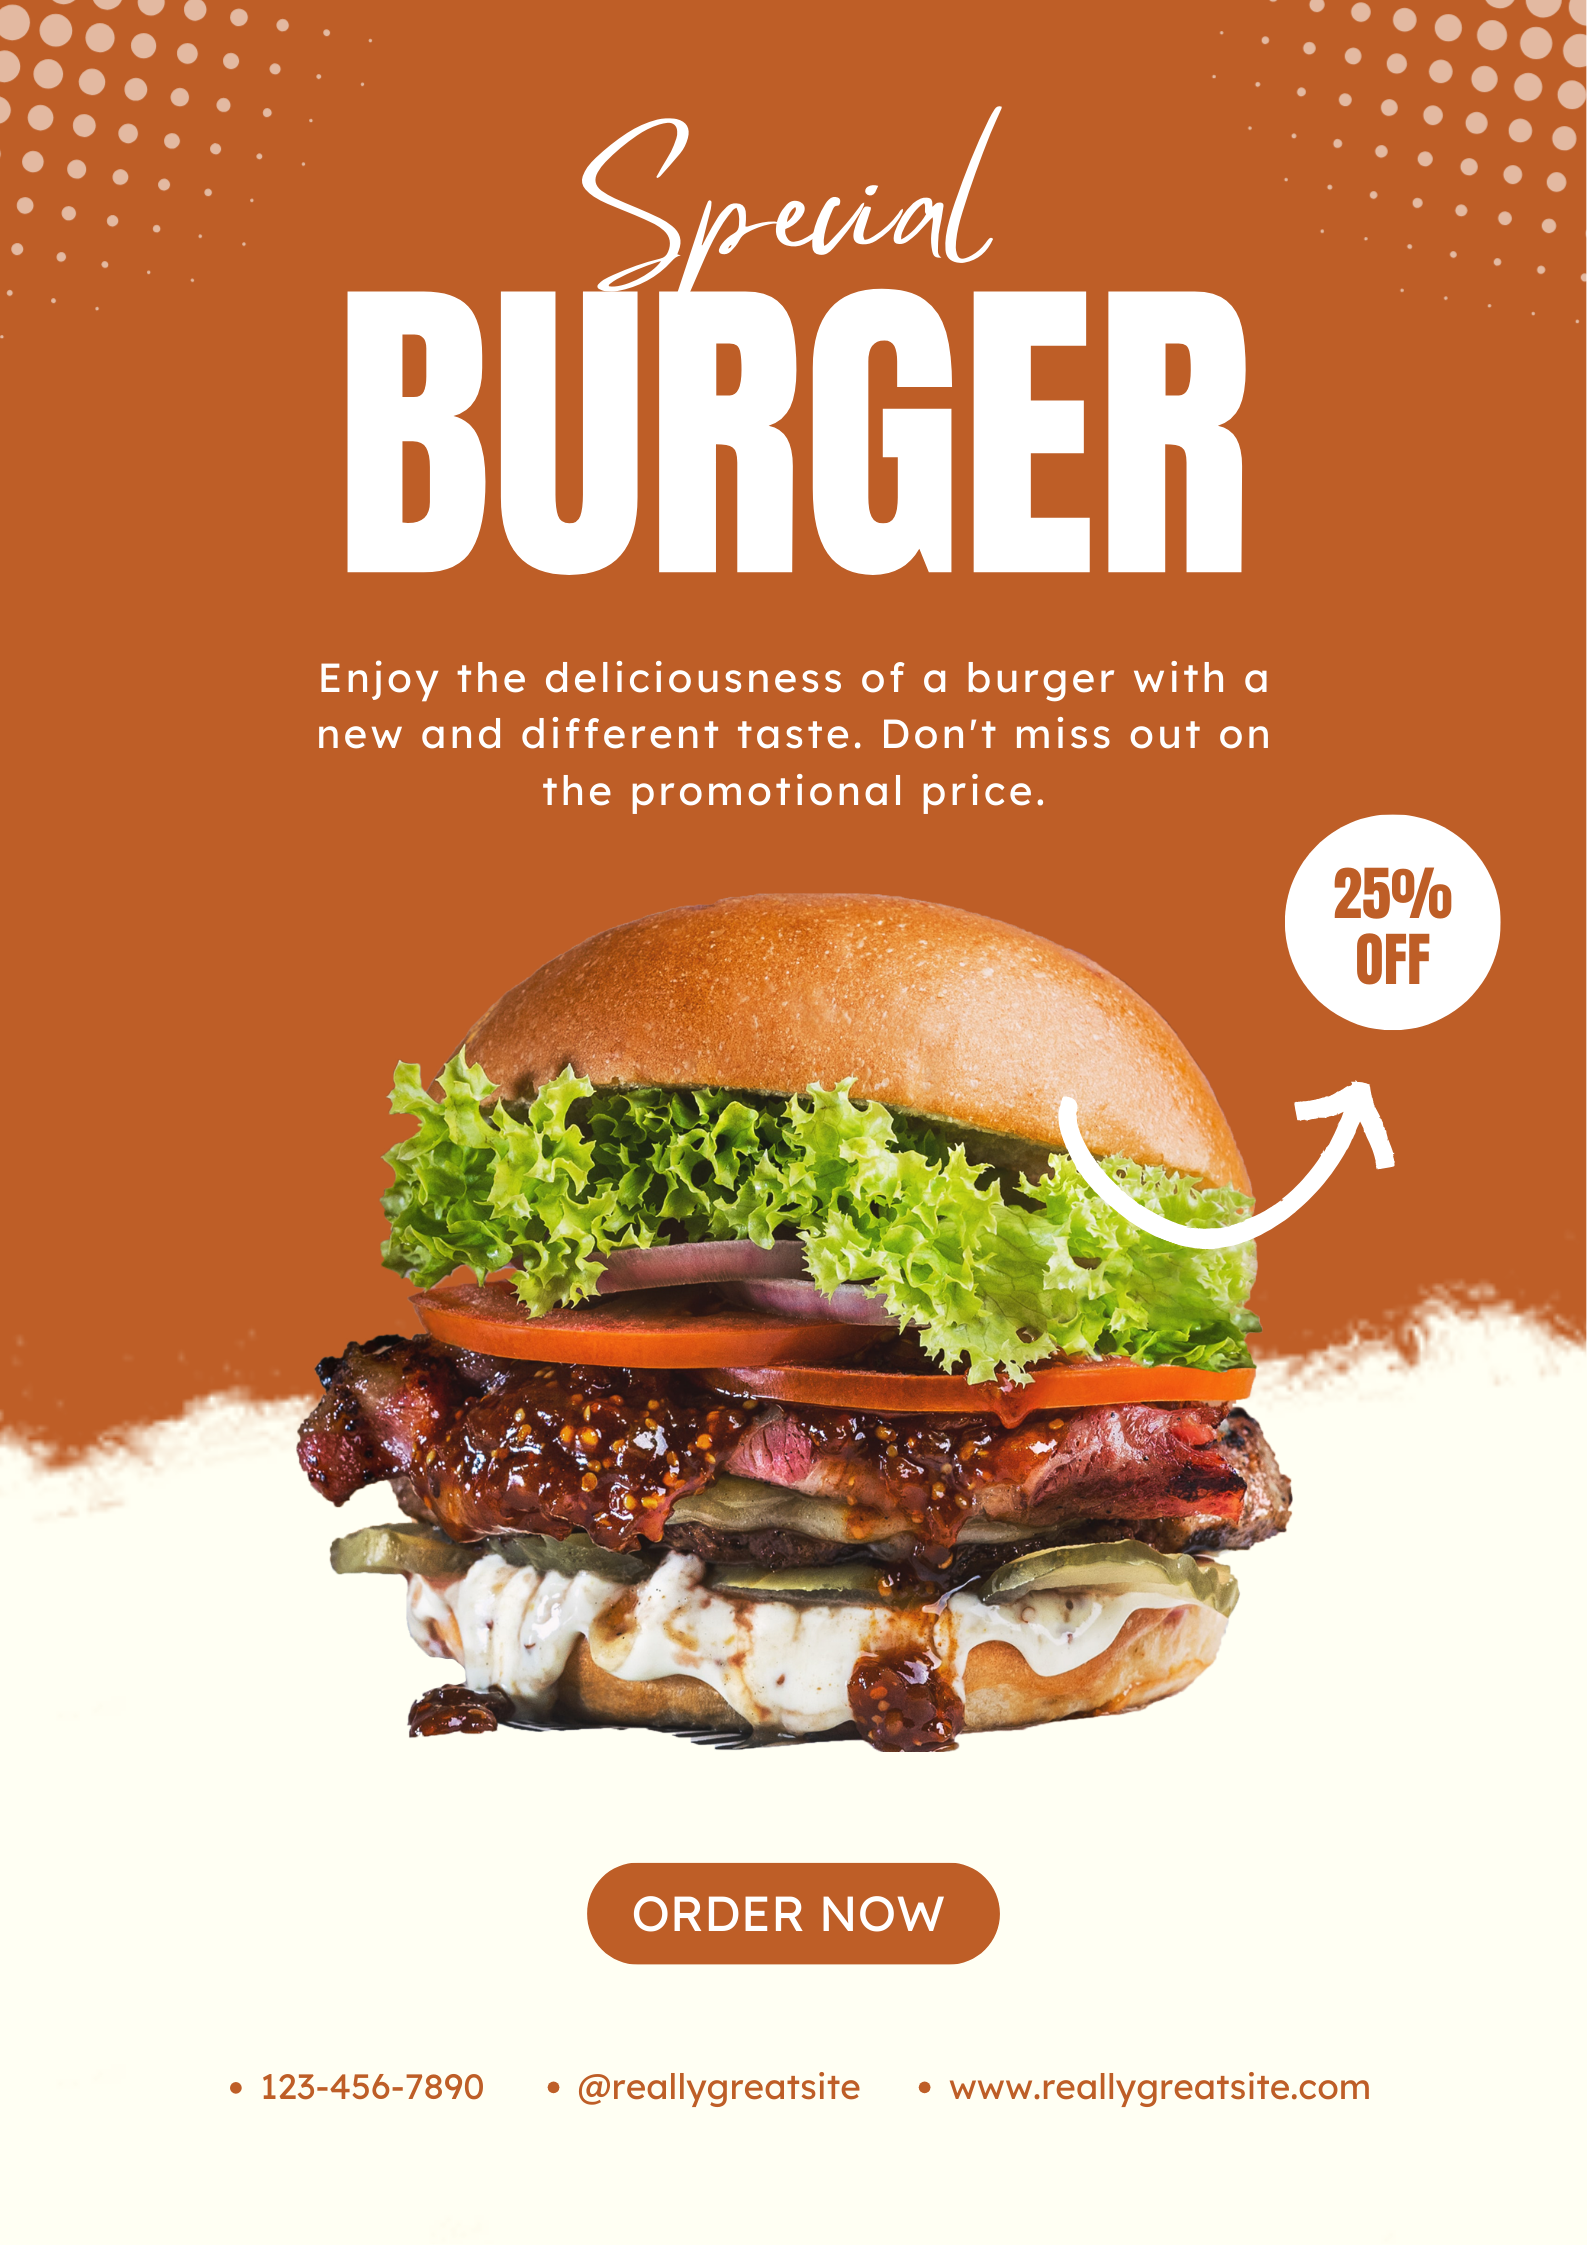 Special
BURGER
Enjoy the deliciousness of a burger with a
new and different taste. Don't miss out on
the promotional price.
25%
OFF
ORDER NOW
• 123-456-7890 • @reallygreatsite • www.reallygreatsite.com